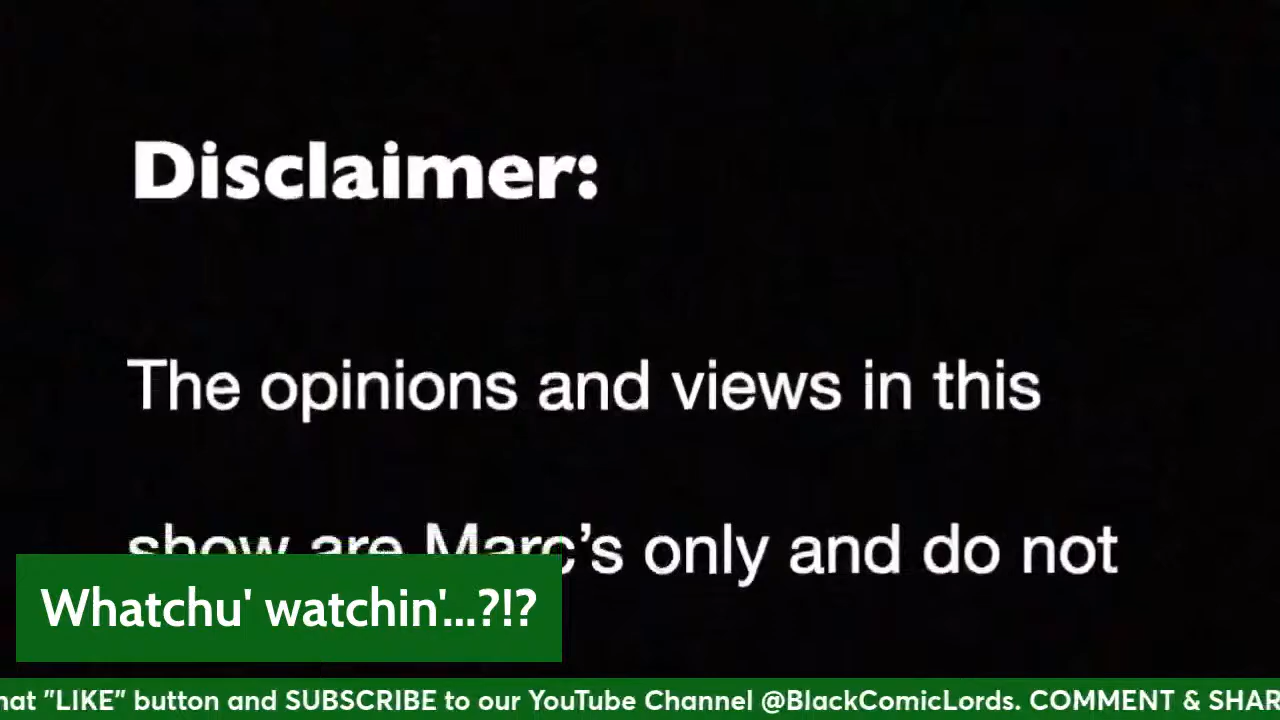 Disclaimer:
The opinions and views in this
show are Marc's only and do not
Whatchu' watchin'...?!?
hat "LIKE" button and SUBSCRIBE to our YouTube Channel @BlackComicLords. COMMENT & SHAR